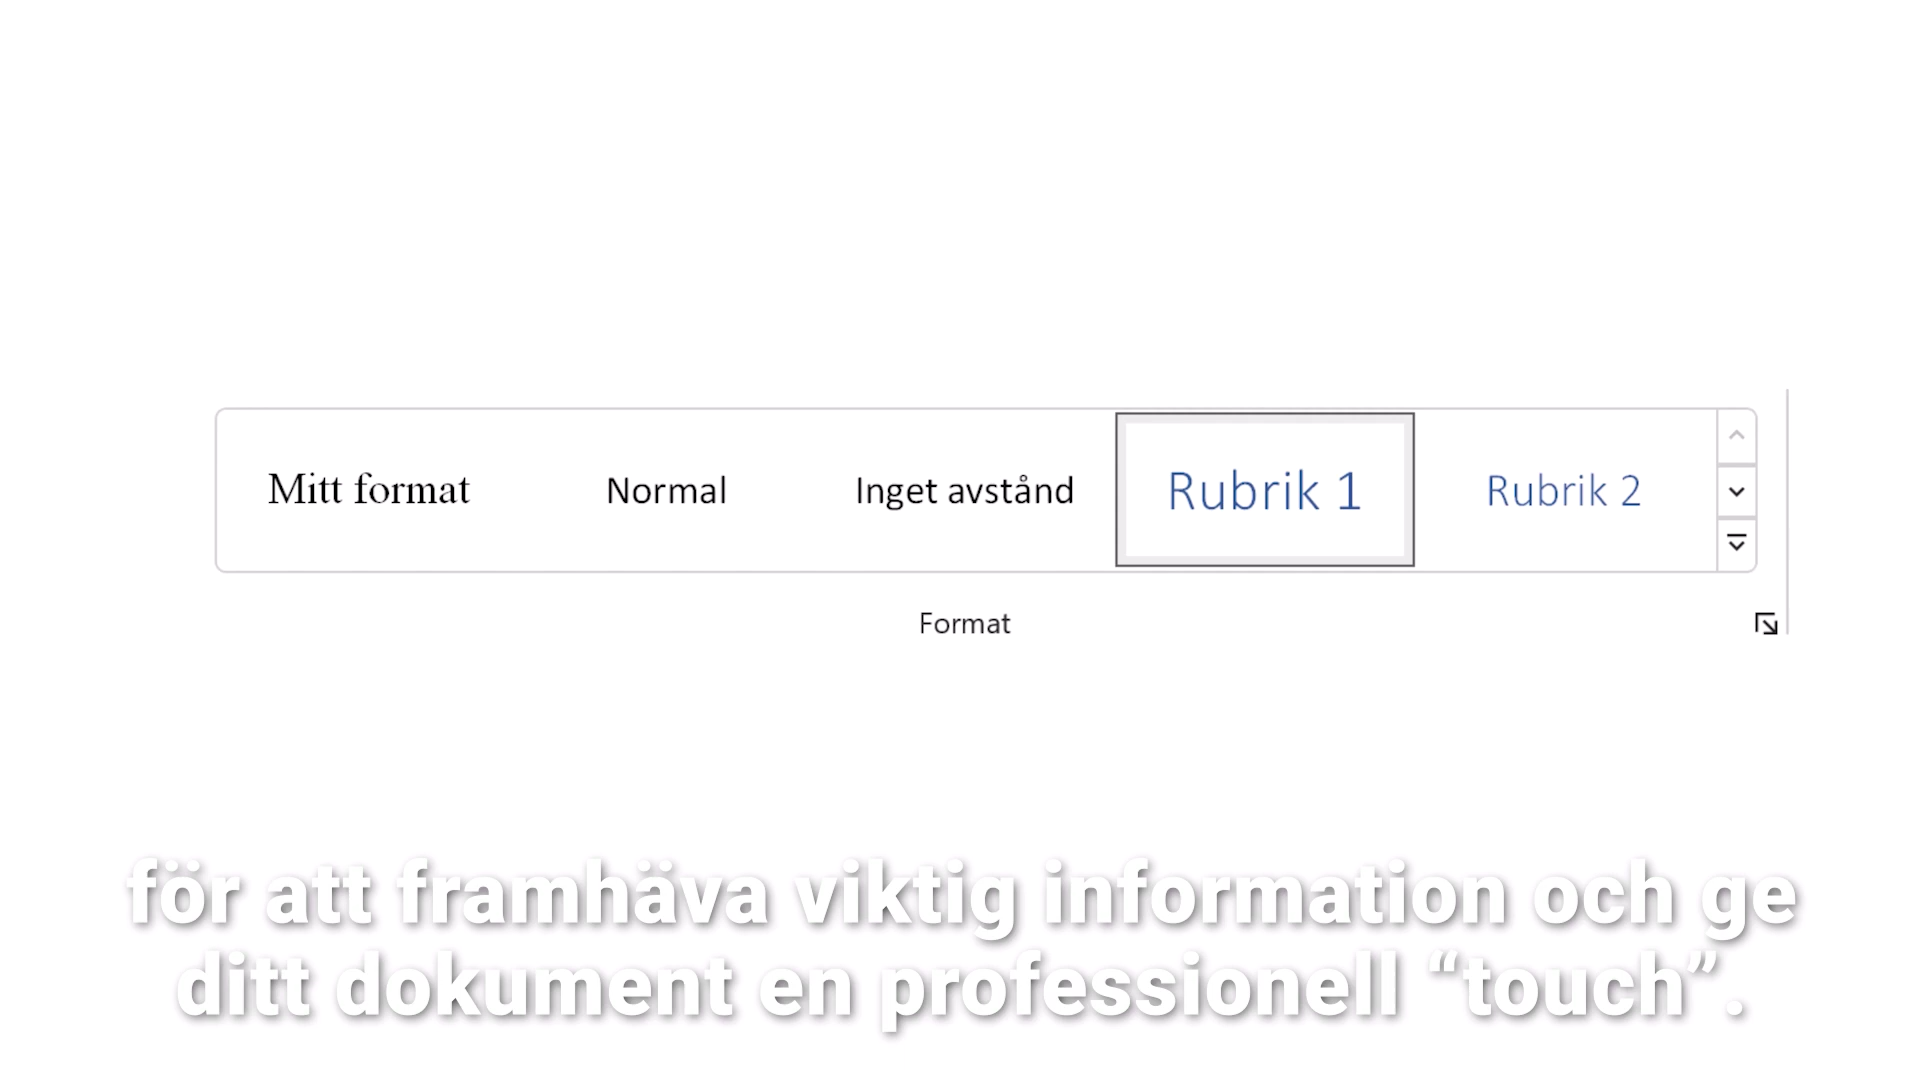 Mitt format Normal Inget avstånd Rubrik 1 Rubrik 2
Format
för att framhäva viktig information och ge
ditt dokument en professionell “touch”.